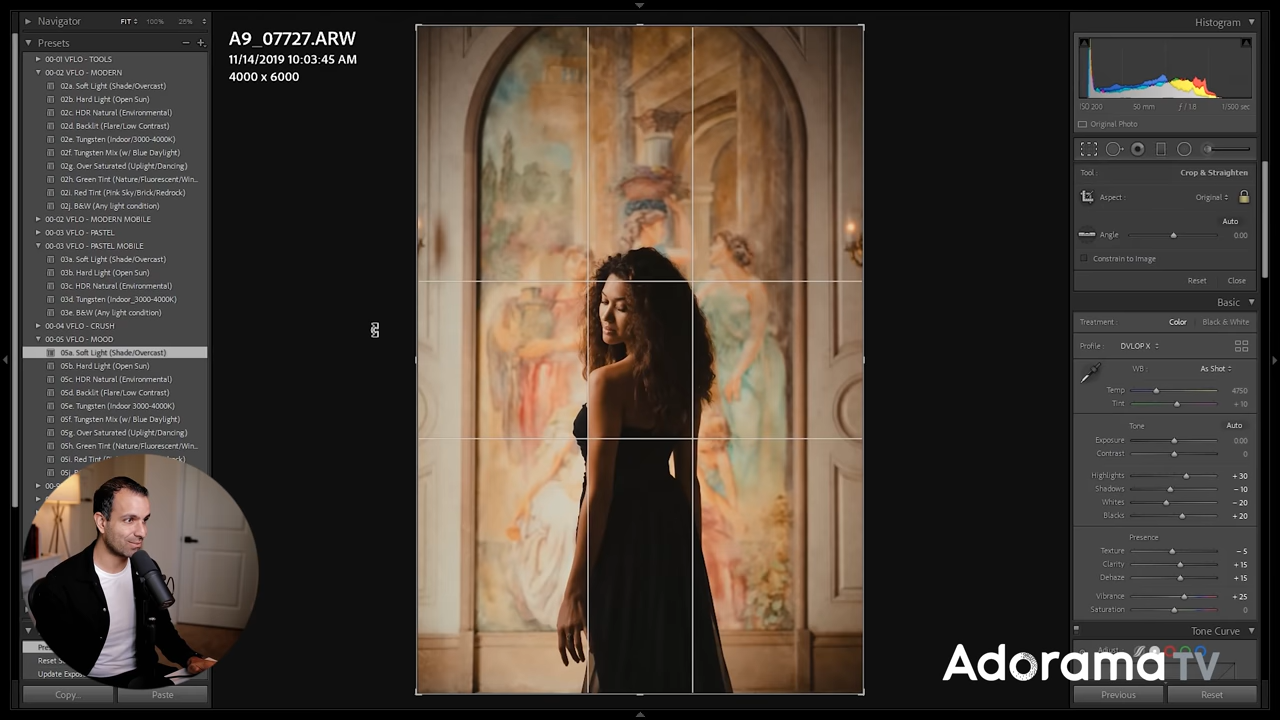 Navigator FIT 100% 25%
Presets
00-01 VFLO - TOOLS
00-02 VFLO - MODERN
02a. Soft Light (Shade/Overcast)
02b. Hard Light (Open Sun)
02c. HDR Natural (Environmental)
02d. Backlit (Flare/Low Contrast)
02e. Tungsten (Indoor/3000-4000K)
02f. Tungsten Mix (w/ Blue Daylight)
02g. Over Saturated (Uplight/Dancing)
02h. Green Tint (Nature/Fluorescent/Win...
02i. Red Tint (Pink Sky/Brick/Redrock)
02j. B&W (Any light condition)
00-02 VFLO - MODERN MOBILE
00-03 VFLO - PASTEL
00-03 VFLO - PASTEL MOBILE
03a. Soft Light (Shade/Overcast)
03b. Hard Light (Open Sun)
03c. HDR Natural (Environmental)
03d. Tungsten (Indoor_3000-4000K)
03e. B&W (Any light condition)
00-04 VFLO - CRUSH
00-05 VFLO - MOOD
05a. Soft Light (Shade/Overcast)
05b. Hard Light (Open Sun)
05c. HDR Natural (Environmental)
05d. Backlit (Flare/Low Contrast)
05e. Tungsten (Indoor 3000-4000K)
05f. Tungsten Mix (w/ Blue Daylight)
05g. Over Saturated (Uplight/Dancing)
05h. Green Tint (Nature/Fluorescent/Win...
05i. Red Tint
Reset
Update
Copy... Paste
A9_07727.ARW
11/14/2019 10:03:45 AM
4000 x 6000
Histogram
ISO 200 50 mm ƒ / 1.8 1/500 sec
Original Photo
Tool : Crop & Straighten
Aspect : Original
Auto
Angle 0.00
Constrain to Image
Reset Close
Basic
Treatment : Color Black & White
Profile : DVLOP X
WB : As Shot
Temp 4750
Tint + 10
Tone Auto
Exposure 0.00
Contrast 0
Highlights + 30
Shadows - 10
Whites - 20
Blacks + 20
Presence
Texture - 5
Clarity + 15
Dehaze + 15
Vibrance + 25
Saturation 0
Tone Curve
Adorama TV
Previous Reset